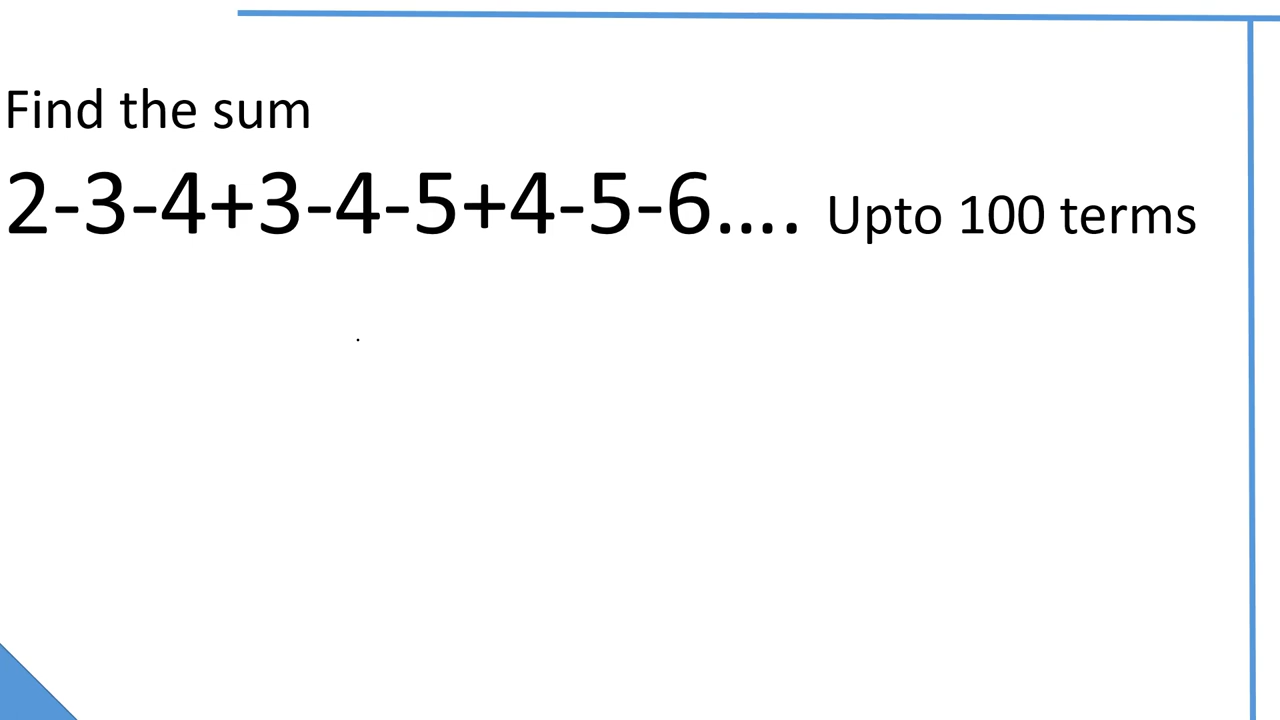 Find the sum
2-3-4+3-4-5+4-5-6.... Upto 100 terms